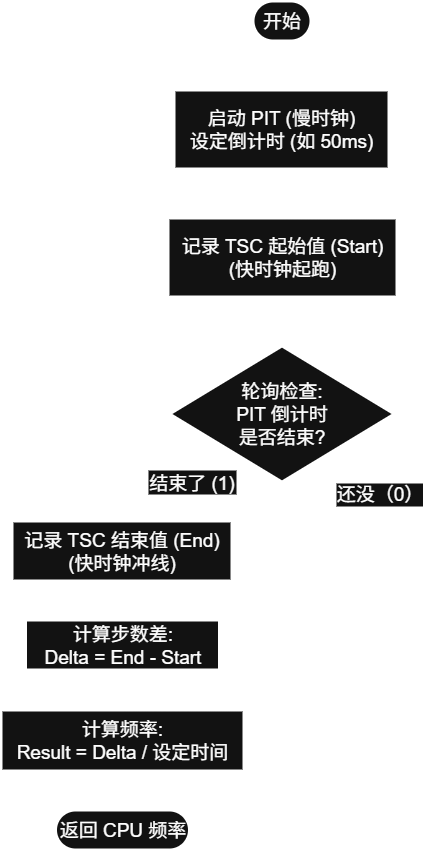 开始
启动 PIT (慢时钟)
设定倒计时 (如 50ms)
记录 TSC 起始值 (Start)
(快时钟起跑)
轮询检查:
PIT 倒计时
是否结束?
结束了 (1)
还没（0）
记录 TSC 结束值 (End)
(快时钟冲线)
计算步数差:
Delta = End - Start
计算频率:
Result = Delta / 设定时间
返回 CPU 频率